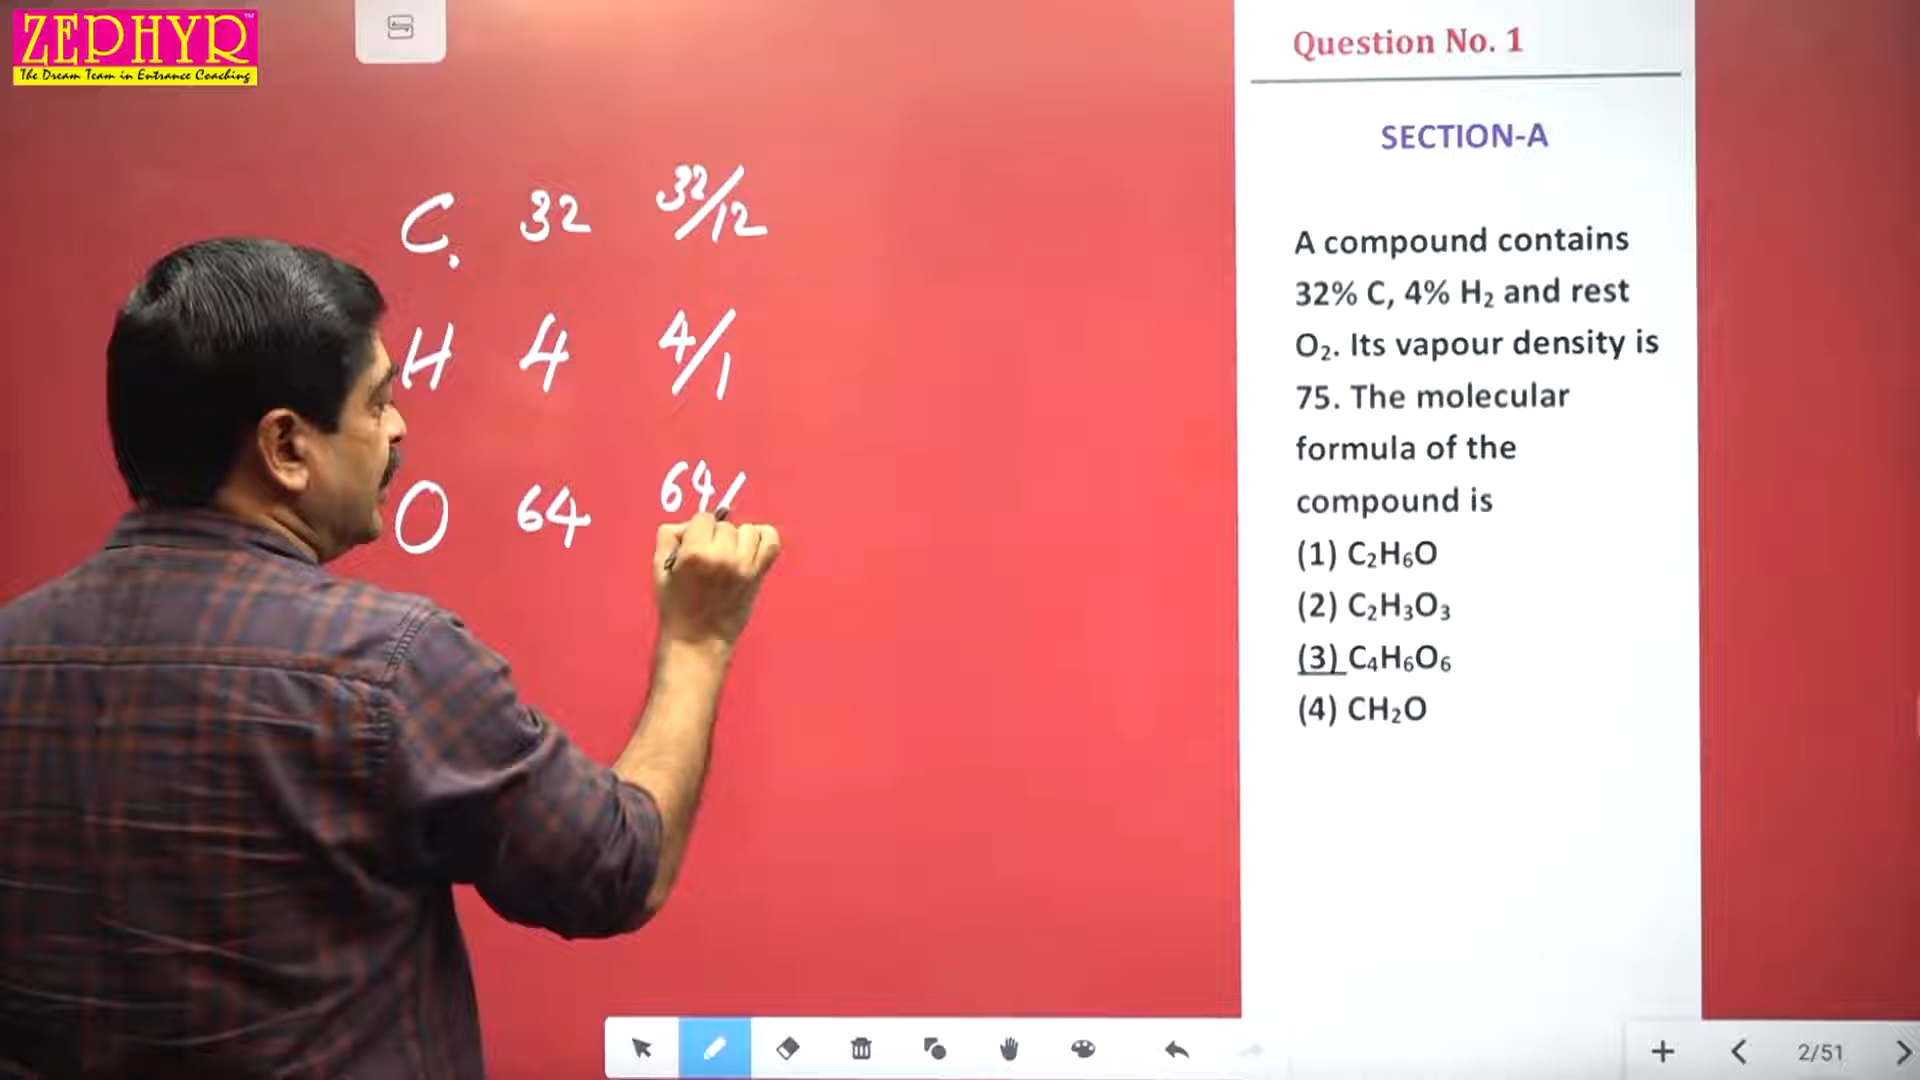 ZEPHYR™
The Dream Team in Entrance Coaching
C. 32 32/12
H 4 4/1
O 64 64/
Question No. 1
SECTION-A
A compound contains
32% C, 4% H₂ and rest
O₂. Its vapour density is
75. The molecular
formula of the
compound is
(1) C₂H₆O
(2) C₂H₃O₃
(3) C₄H₆O₆
(4) CH₂O
2/51